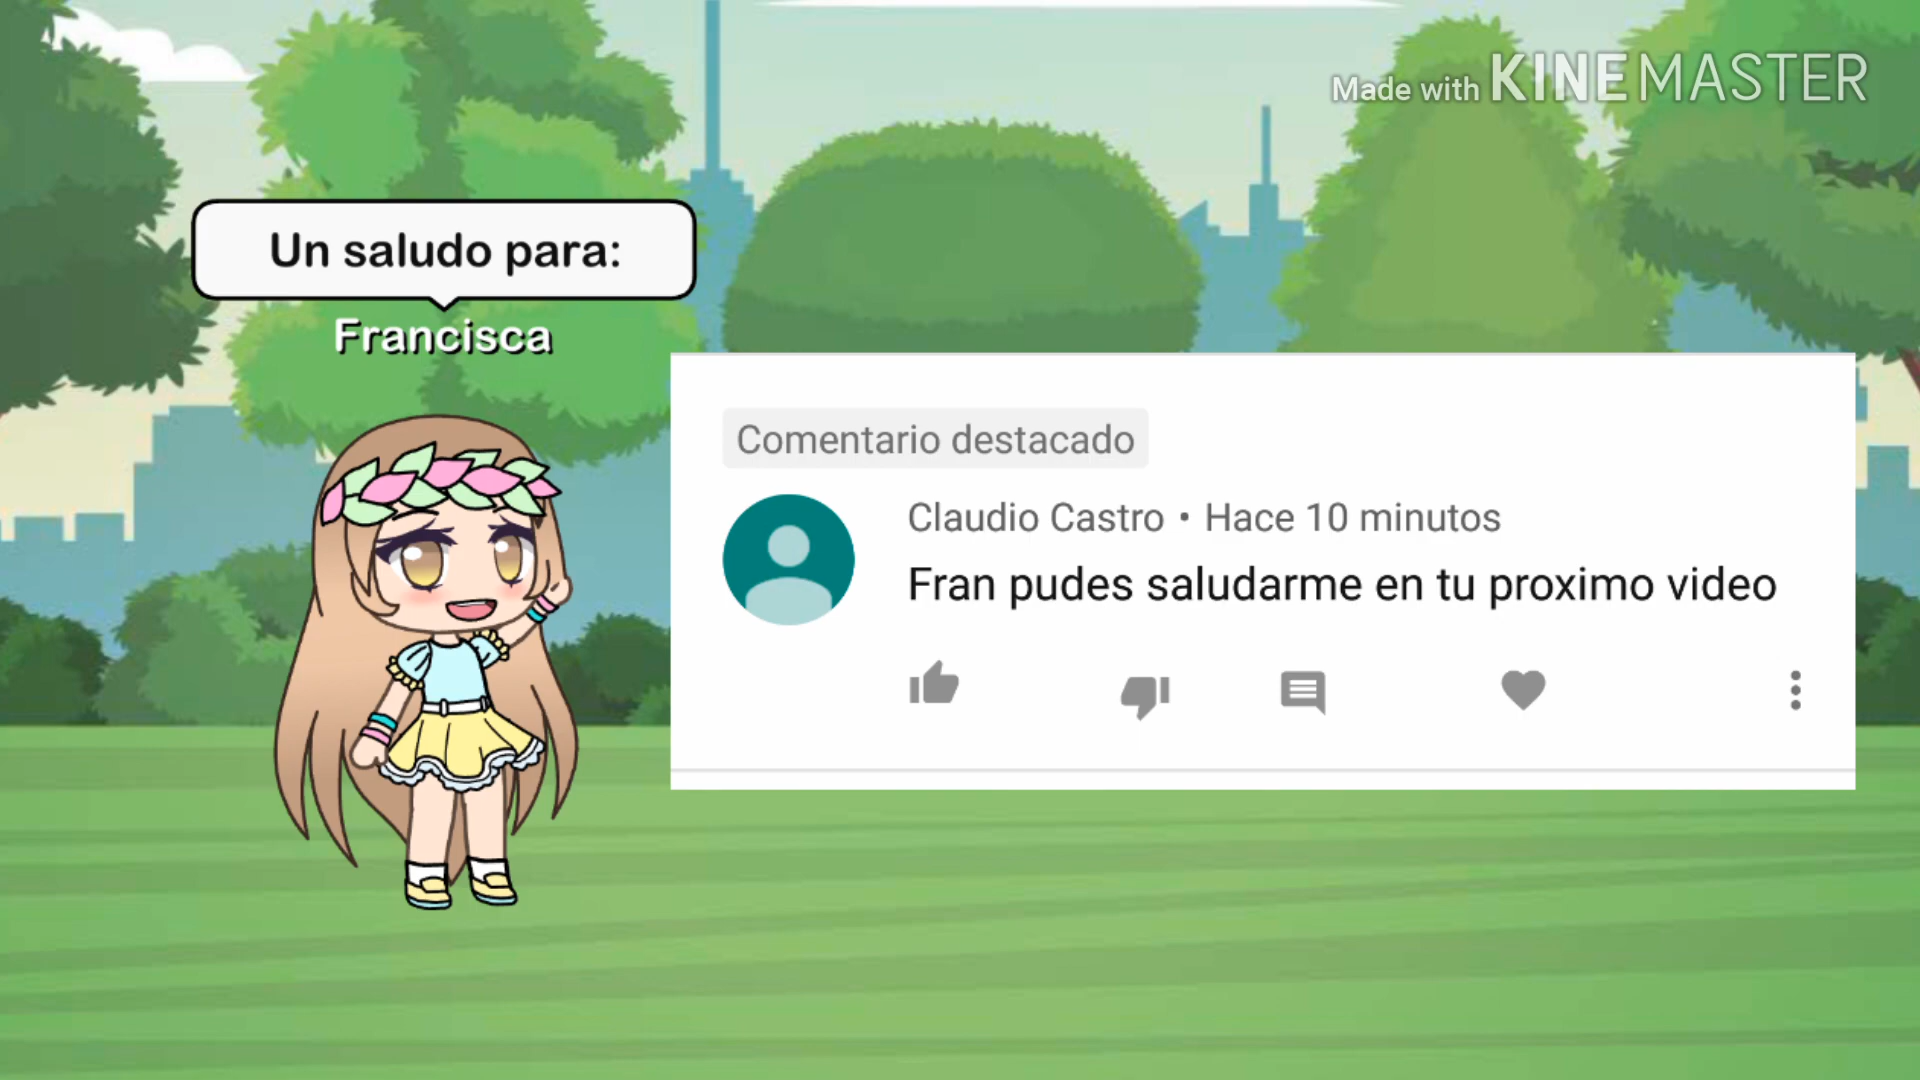 Made with KINEMASTER
Un saludo para:
Francisca
Comentario destacado
Claudio Castro • Hace 10 minutos
Fran pudes saludarme en tu proximo video